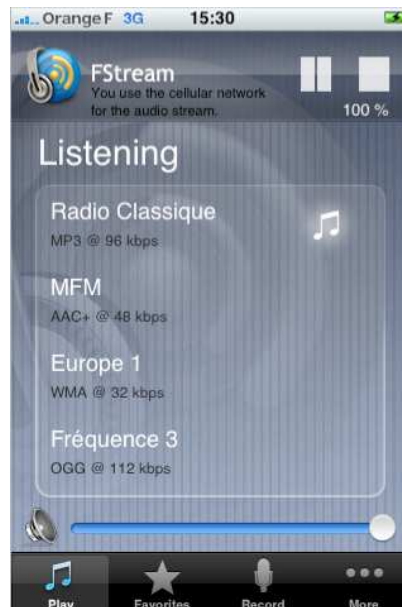 Orange F 3G 15:30
FStream
You use the cellular network
for the audio stream.
100 %
Listening
Radio Classique
MP3 @ 96 kbps
MFM
AAC+ @ 48 kbps
Europe 1
WMA @ 32 kbps
Fréquence 3
OGG @ 112 kbps
Play Favorites Record More